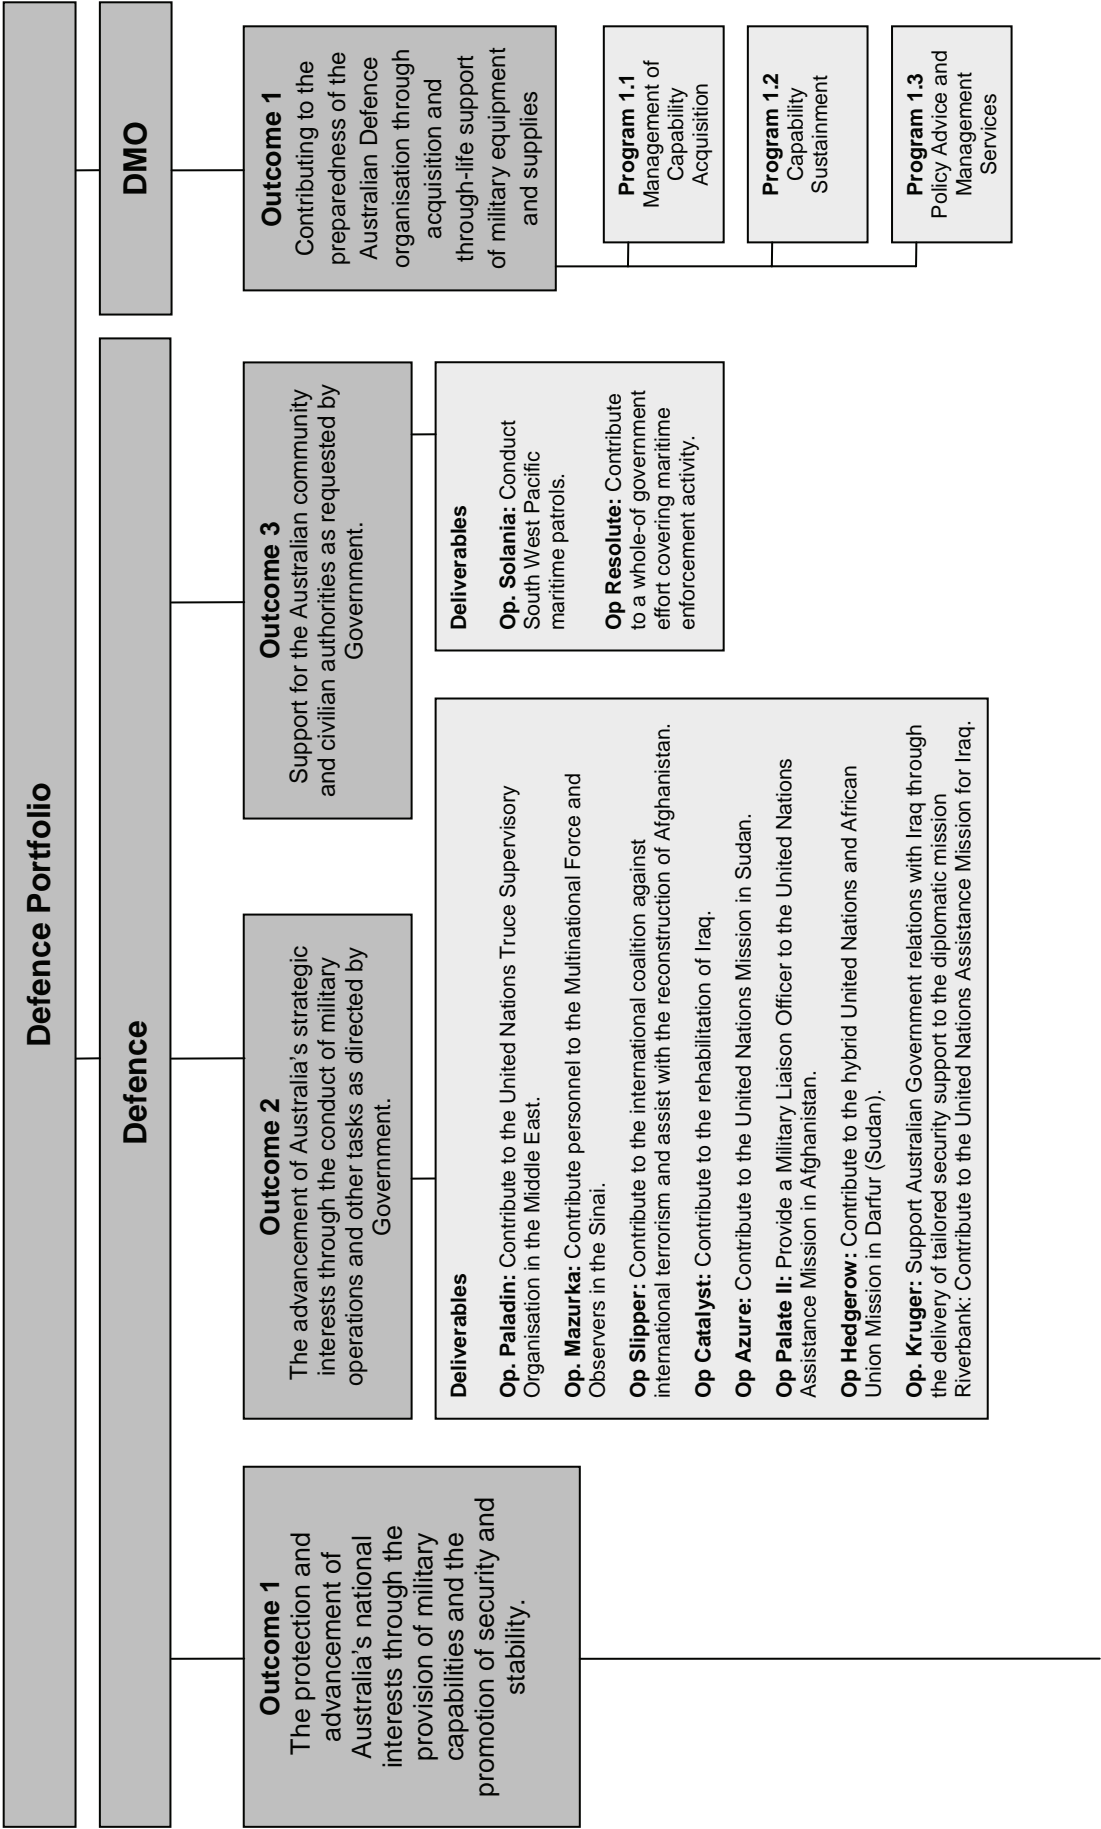 Defence Portfolio
Defence
DMO
Outcome 1
The protection and
advancement of
Australia's national
interests through the
provision of military
capabilities and the
promotion of security and
stability.
Outcome 2
The advancement of Australia's strategic
interests through the conduct of military
operations and other tasks as directed by
Government.
Deliverables
Op. Paladin: Contribute to the United Nations Truce Supervisory
Organisation in the Middle East.
Op. Mazurka: Contribute personnel to the Multinational Force and
Observers in the Sinai.
Op Slipper: Contribute to the international coalition against
international terrorism and assist with the reconstruction of Afghanistan.
Op Catalyst: Contribute to the rehabilitation of Iraq.
Op Azure: Contribute to the United Nations Mission in Sudan.
Op Palate II: Provide a Military Liaison Officer to the United Nations
Assistance Mission in Afghanistan.
Op Hedgerow: Contribute to the hybrid United Nations and African
Union Mission in Darfur (Sudan).
Op. Kruger: Support Australian Government relations with Iraq through
the delivery of tailored security support to the diplomatic mission
Riverbank: Contribute to the United Nations Assistance Mission for Iraq.
Outcome 3
Support for the Australian community
and civilian authorities as requested by
Government.
Deliverables
Op. Solania: Conduct
South West Pacific
maritime patrols.
Op Resolute: Contribute
to a whole-of government
effort covering maritime
enforcement activity.
Outcome 1
Contributing to the
preparedness of the
Australian Defence
organisation through
acquisition and
through-life support
of military equipment
and supplies
Program 1.1
Management of
Capability
Acquisition
Program 1.2
Capability
Sustainment
Program 1.3
Policy Advice and
Management
Services